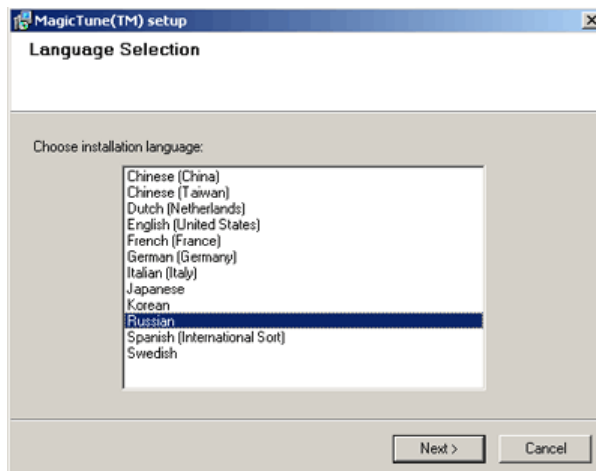 MagicTune(TM) setup
Language Selection
Choose installation language:
Chinese (China)
Chinese (Taiwan)
Dutch (Netherlands)
English (United States)
French (France)
German (Germany)
Italian (Italy)
Japanese
Korean
Russian
Spanish (International Sort)
Swedish
Next >
Cancel